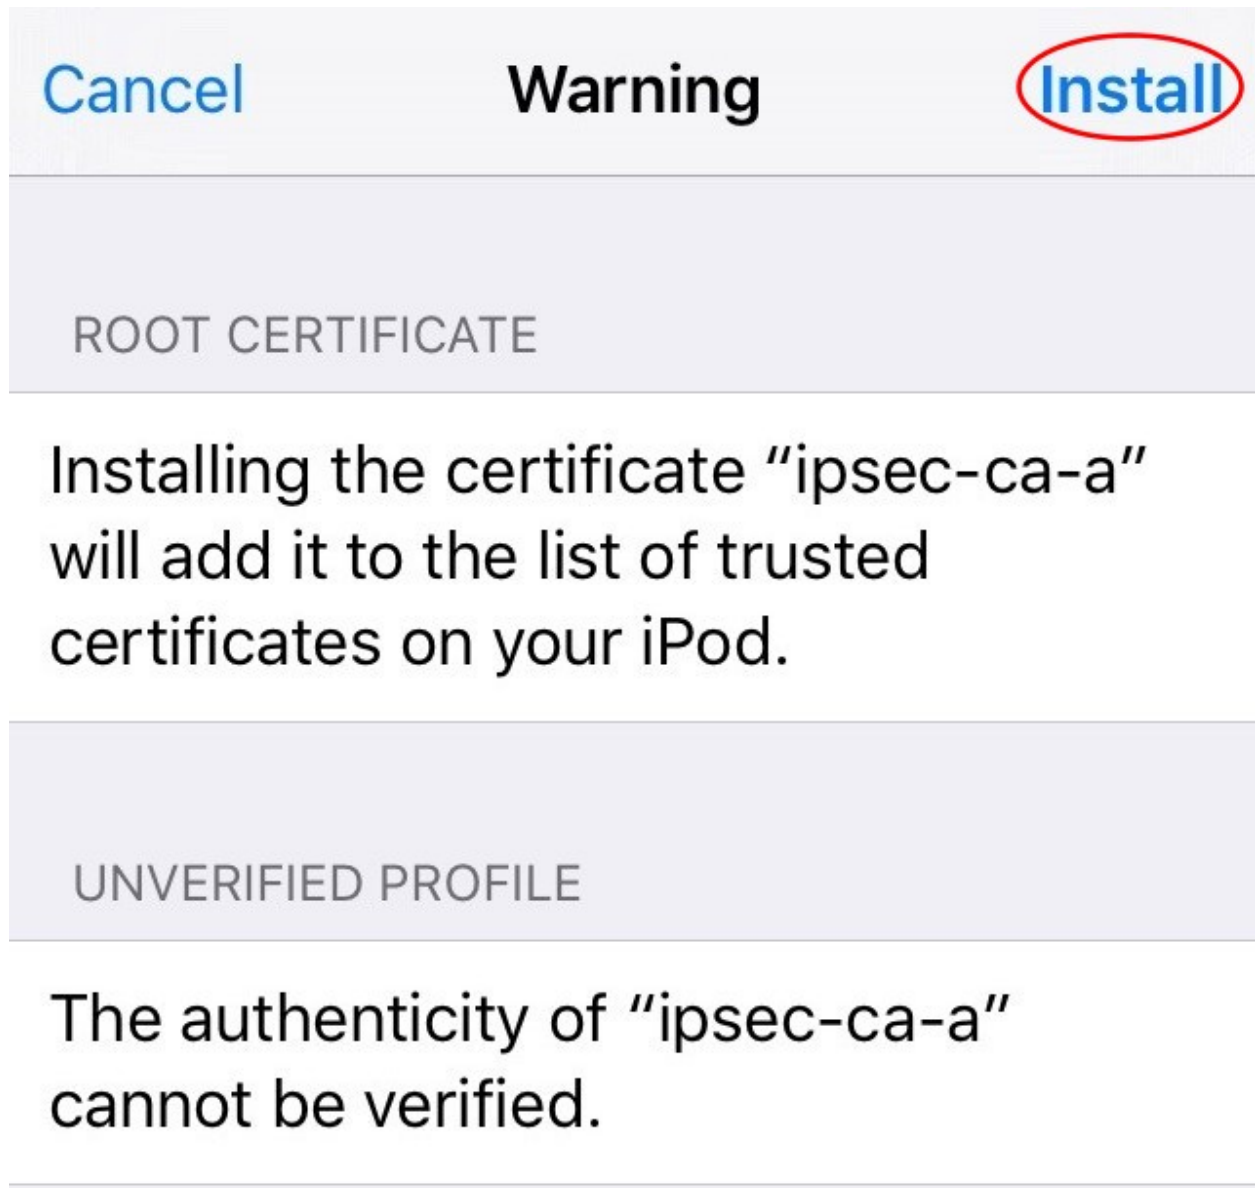 Cancel Warning Install
ROOT CERTIFICATE
Installing the certificate “ipsec-ca-a”
will add it to the list of trusted
certificates on your iPod.
UNVERIFIED PROFILE
The authenticity of “ipsec-ca-a”
cannot be verified.